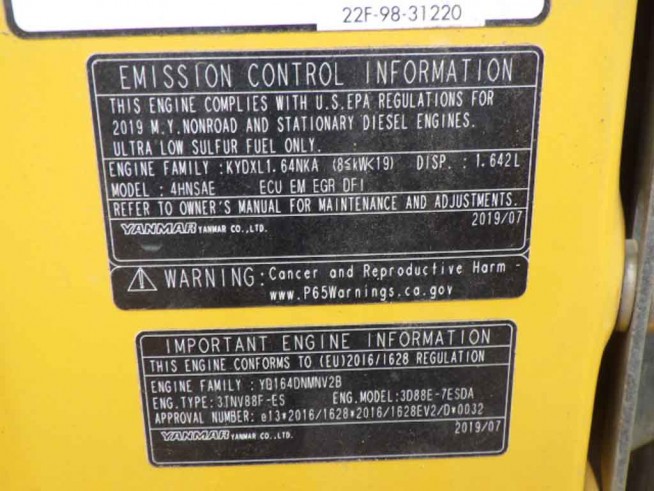 22F-98-31220
EMISSION CONTROL INFORMATION
THIS ENGINE COMPLIES WITH U.S.EPA REGULATIONS FOR
2019 M.Y.NONROAD AND STATIONARY DIESEL ENGINES.
ULTRA LOW SULFUR FUEL ONLY.
ENGINE FAMILY :KYDXL1.64NKA (8≤kW<19) DISP.:1.642L
MODEL : 4HNSAE ECU EM EGR DFI
REFER TO OWNER'S MANUAL FOR MAINTENANCE AND ADJUSTMENTS.
YANMAR YANMAR CO.,LTD. 2019/07
WARNING:Cancer and Reproductive Harm -
www.P65Warnings.ca.gov
IMPORTANT ENGINE INFORMATION
THIS ENGINE CONFORMS TO (EU)2016/1628 REGULATION
ENGINE FAMILY : YD164DNMNV2B
ENG.TYPE: 3TNV88F-ES ENG.MODEL:3D88E-7ESDA
APPROVAL NUMBER: e13*2016/1628*2016/1628EV2/D*0032
YANMAR YANMAR CO.,LTD. 2019/07